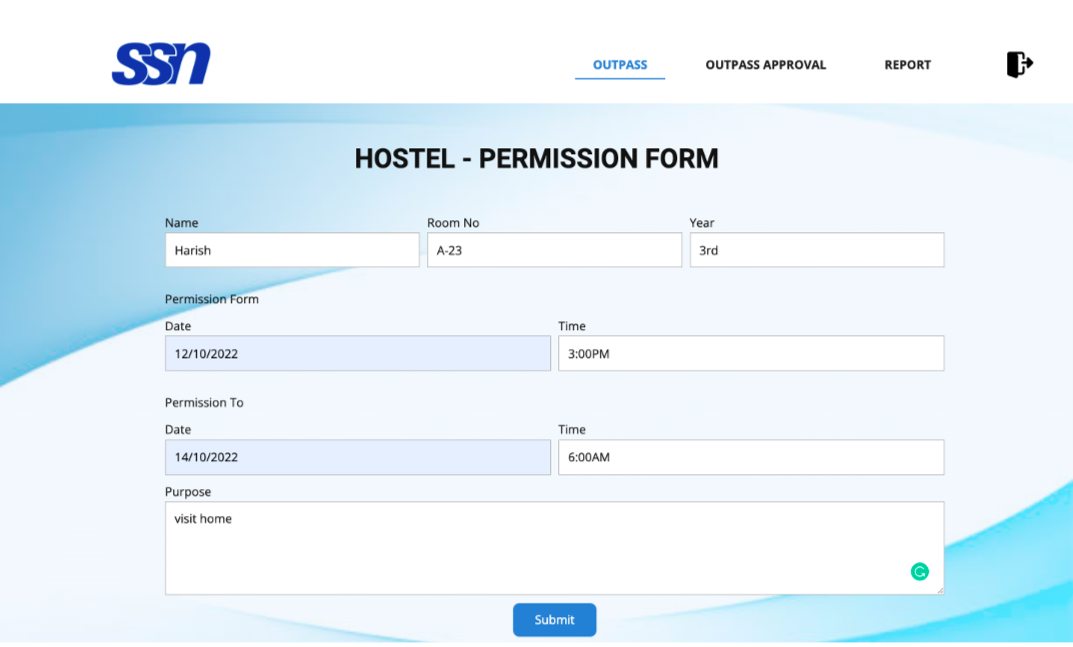 ssn
OUTPASS OUTPASS APPROVAL REPORT
HOSTEL - PERMISSION FORM
Name Room No Year
Harish A-23 3rd
Permission Form
Date Time
12/10/2022 3:00PM
Permission To
Date Time
14/10/2022 6:00AM
Purpose
visit home
Submit